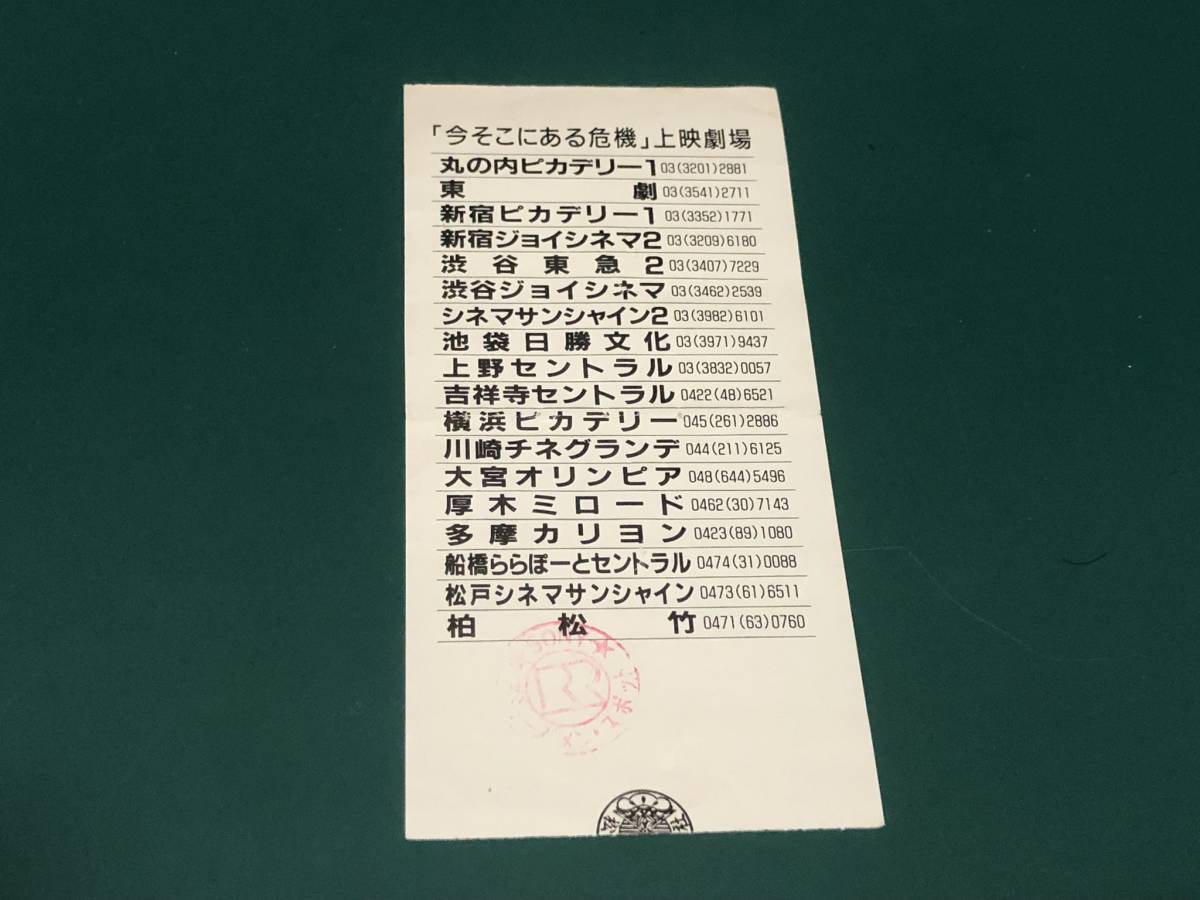 「今そこにある危機」上映劇場
丸の内ピカデリー1 03(3201)2881
東劇 03(3541)2711
新宿ピカデリー1 03(3352)1771
新宿ジョイシネマ2 03(3209)6180
渋谷東急2 03(3407)7229
渋谷ジョイシネマ 03(3462)2539
シネマサンシャイン2 03(3982)6101
池袋日勝文化 03(3971)9437
上野セントラル 03(3832)0057
吉祥寺セントラル 0422(48)6521
横浜ピカデリー 045(261)2886
川崎チネグランデ 044(211)6125
大宮オリンピア 048(644)5496
厚木ミロード 0462(30)7143
多摩カリヨン 0423(89)1080
船橋ららぽーとセントラル 0474(31)0088
松戸シネマサンシャイン 0473(61)6511
柏松竹 0471(63)0760